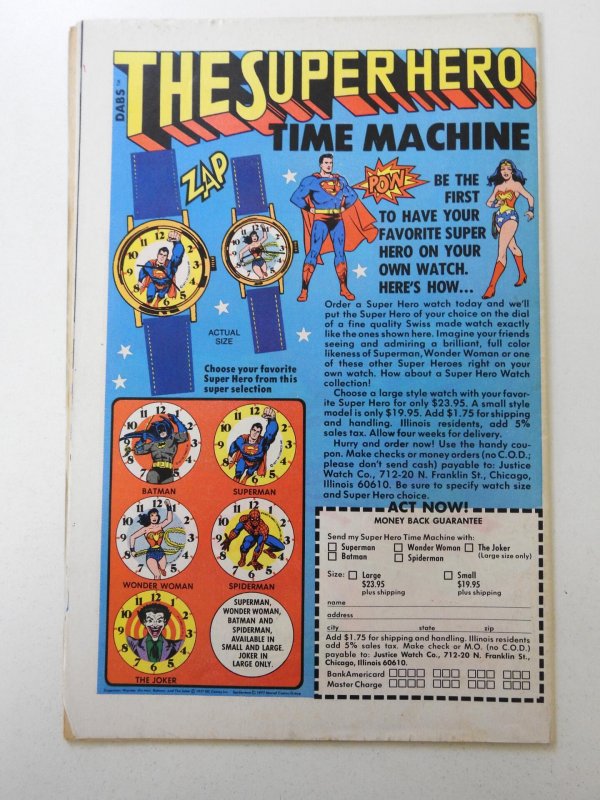 DABS™
THE SUPER HERO
TIME MACHINE
ZAP
POW
BE THE
FIRST
TO HAVE YOUR
FAVORITE SUPER
HERO ON YOUR
OWN WATCH.
HERE'S HOW...
ACTUAL
SIZE
Choose your favorite
Super Hero from this
super selection
Order a Super Hero watch today and we'll
put the Super Hero of your choice on the dial
of a fine quality Swiss made watch exactly
like the ones shown here. Imagine your friends
seeing and admiring a brilliant, full color
likeness of Superman, Wonder Woman or one
of these other Super Heroes right on your
own watch. How about a Super Hero Watch
collection!
Choose a large style watch with your favor-
ite Super Hero for only $23.95. A small style
model is only $19.95. Add $1.75 for shipping
and handling. Illinois residents, add 5%
sales tax. Allow four weeks for delivery.
Hurry and order now! Use the handy cou-
pon. Make checks or money orders (no C.O.D.;
please don't send cash) payable to: Justice
Watch Co., 712-20 N. Franklin St., Chicago,
Illinois 60610. Be sure to specify watch size
and Super Hero choice.
BATMAN
SUPERMAN
WONDER WOMAN
SPIDERMAN
THE JOKER
SUPERMAN,
WONDER WOMAN,
BATMAN AND
SPIDERMAN,
AVAILABLE IN
SMALL AND LARGE.
JOKER IN
LARGE ONLY.
ACT NOW!
MONEY BACK GUARANTEE
Send my Super Hero Time Machine with:
Superman Wonder Woman The Joker
Batman Spiderman (Large size only)
Size: Large Small
$23.95 $19.95
plus shipping plus shipping
name
address
city state zip
Add $1.75 for shipping and handling. Illinois residents
add 5% sales tax. Make check or M.O. (no C.O.D.)
payable to: Justice Watch Co., 712-20 N. Franklin St.,
Chicago, Illinois 60610.
BankAmericard
Master Charge